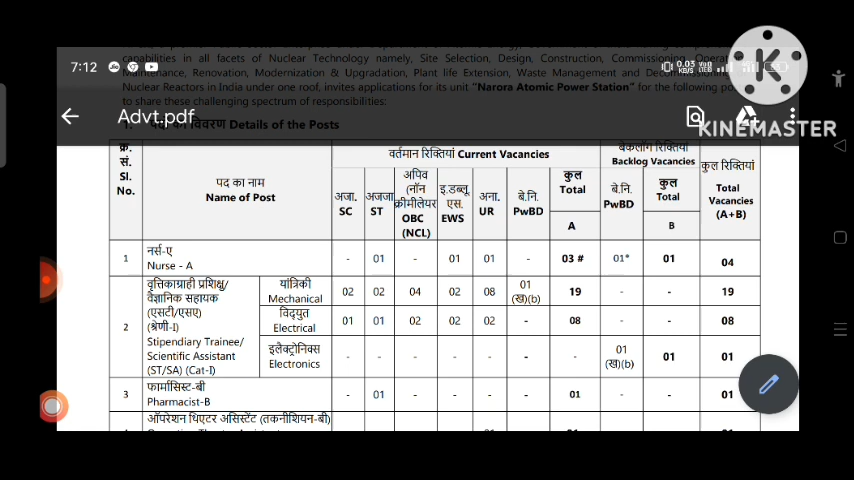 capabilities in all facets of Nuclear Technology namely, Site Selection, Design, Construction, Commissioning, Operation
7:12
0.03 KB/S
Maintenance, Renovation, Modernization & Upgradation, Plant life Extension, Waste Management and Decommissioning
Nuclear Reactors in India under one roof, invites applications for its unit "Narora Atomic Power Station" for the following
to share these challenging spectrum of responsibilities:
Advt.pdf
KINEMASTER
1. पदों का विवरण Details of the Posts
क्र. सं. Sl. No.
पद का नाम Name of Post
वर्तमान रिक्तियां Current Vacancies
बेकलॉग रिक्तियां Backlog Vacancies
कुल रिक्तियां Total Vacancies (A+B)
अजा. SC
अजजा ST
अपिव (नॉन क्रीमीलेयर) OBC (NCL)
इ.डब्लू एस. EWS
अना. UR
बे.नि. PwBD
कुल Total A
बे.नि. PwBD
कुल Total B
1 नर्स-ए Nurse - A - 01 - 01 01 - 03 # 01* 01 04
2 वृत्तिकाग्राही प्रशिक्षु/ वैज्ञानिक सहायक (एसटी/एसए) (श्रेणी-I) Stipendiary Trainee/ Scientific Assistant (ST/SA) (Cat-I)
यांत्रिकी Mechanical 02 02 04 02 08 01 (ख)(b) 19 - - 19
विद्युत Electrical 01 01 02 02 02 - 08 - - 08
इलैक्ट्रोनिक्स Electronics - - - - - - - 01 (ख)(b) 01 01
3 फार्मासिस्ट-बी Pharmacist-B - 01 - - - - 01 - - 01
ऑपरेशन थिएटर असिस्टेंट (तकनीशियन-बी)